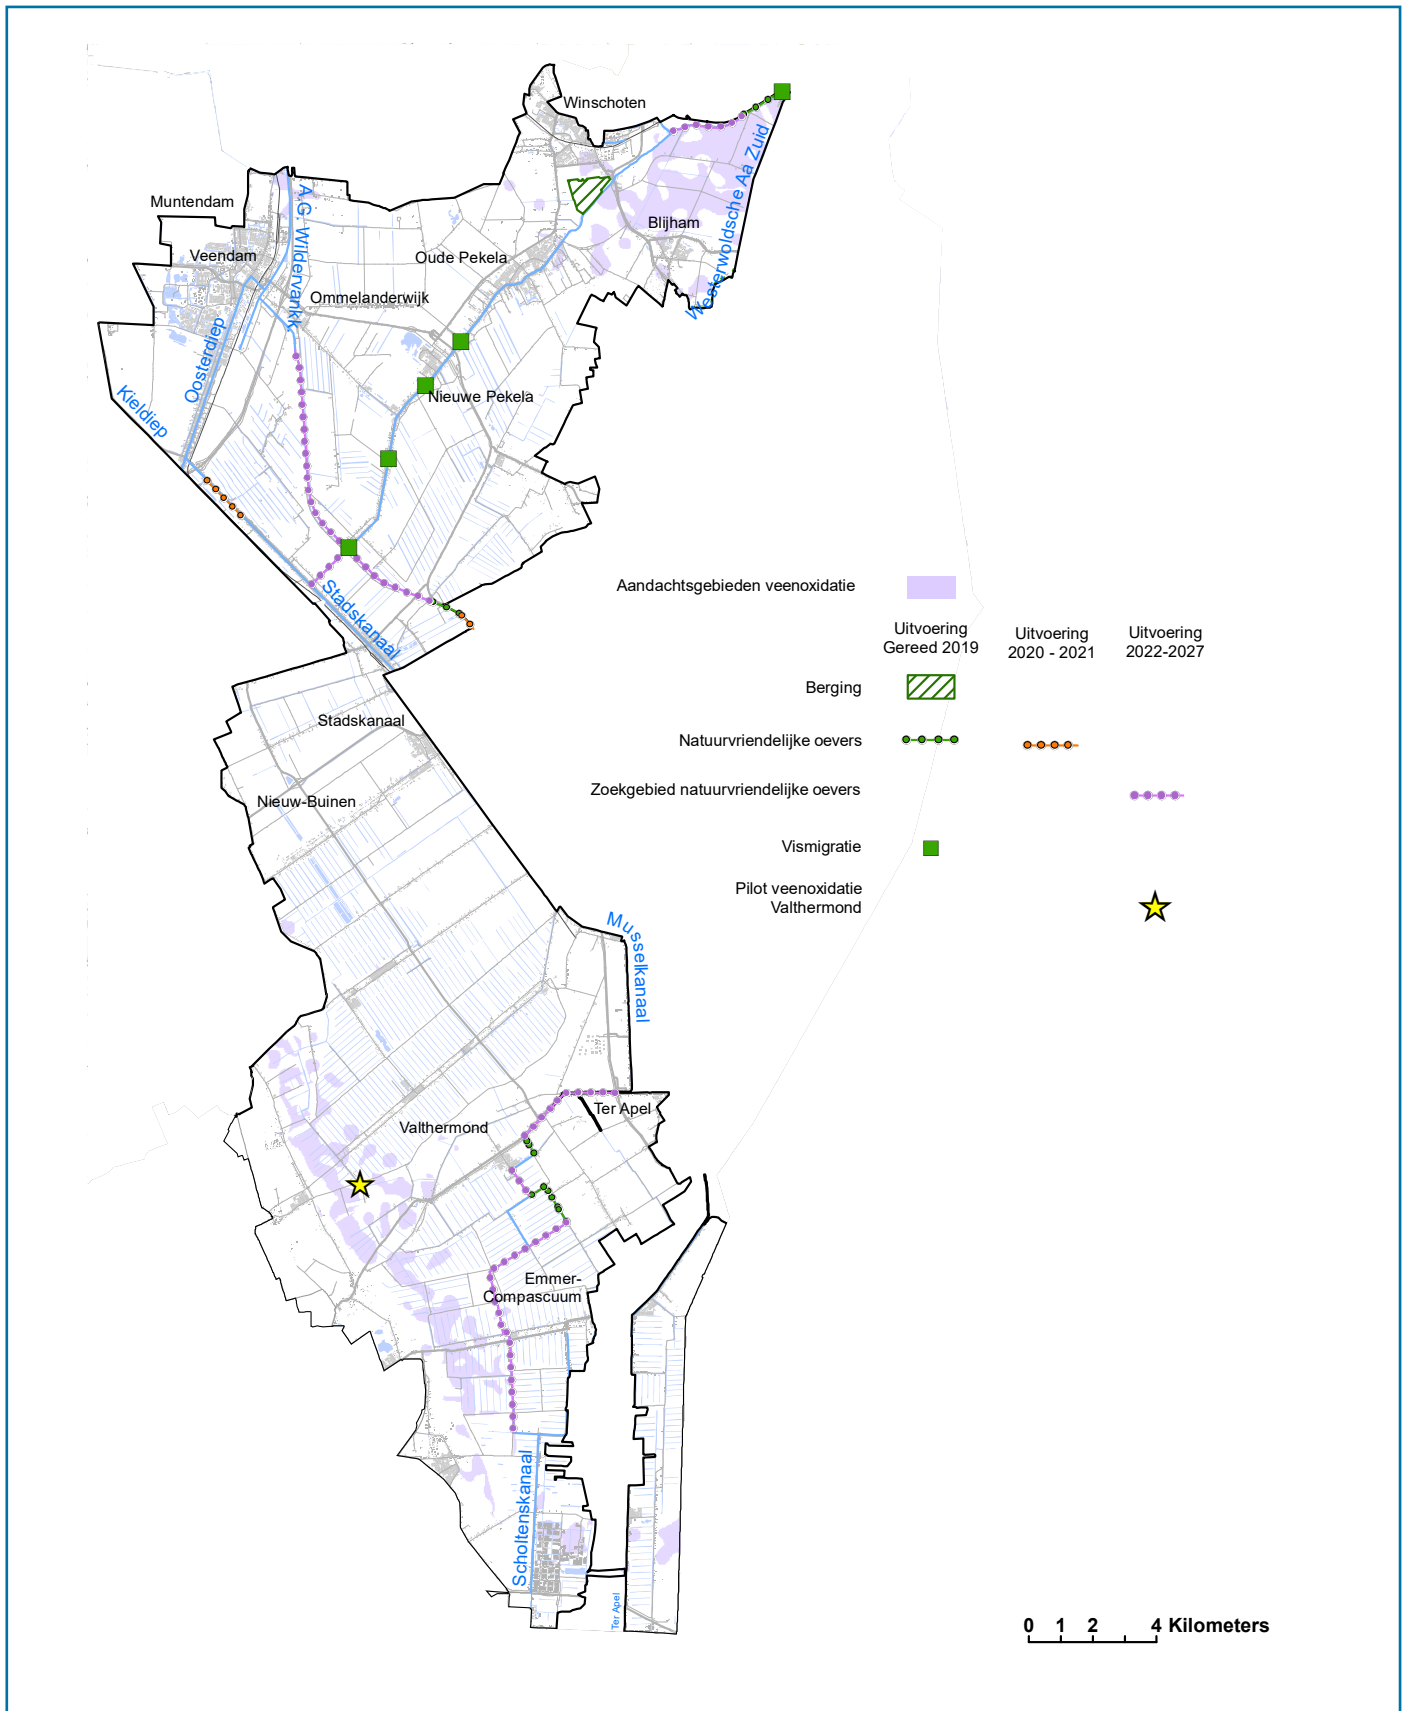 Winschoten
Westerwoldsche Aa Zuid
Muntendam
A.G. Wildervankk
Blijham
Veendam
Oude Pekela
Ommelanderwijk
Oosterdiep
Kieldiep
Nieuwe Pekela
Stadskanaal
Aandachtsgebieden veenoxidatie
Uitvoering
Gereed 2019
Uitvoering
2020 - 2021
Uitvoering
2022-2027
Berging
Natuurvriendelijke oevers
Zoekgebied natuurvriendelijke oevers
Vismigratie
Pilot veenoxidatie
Valthermond
Stadskanaal
Nieuw-Buinen
Musselkanaal
Ter Apel
Valthermond
Emmer-
Compascuum
Scholtenskanaal
Ter Apel
0 1 2 4 Kilometers